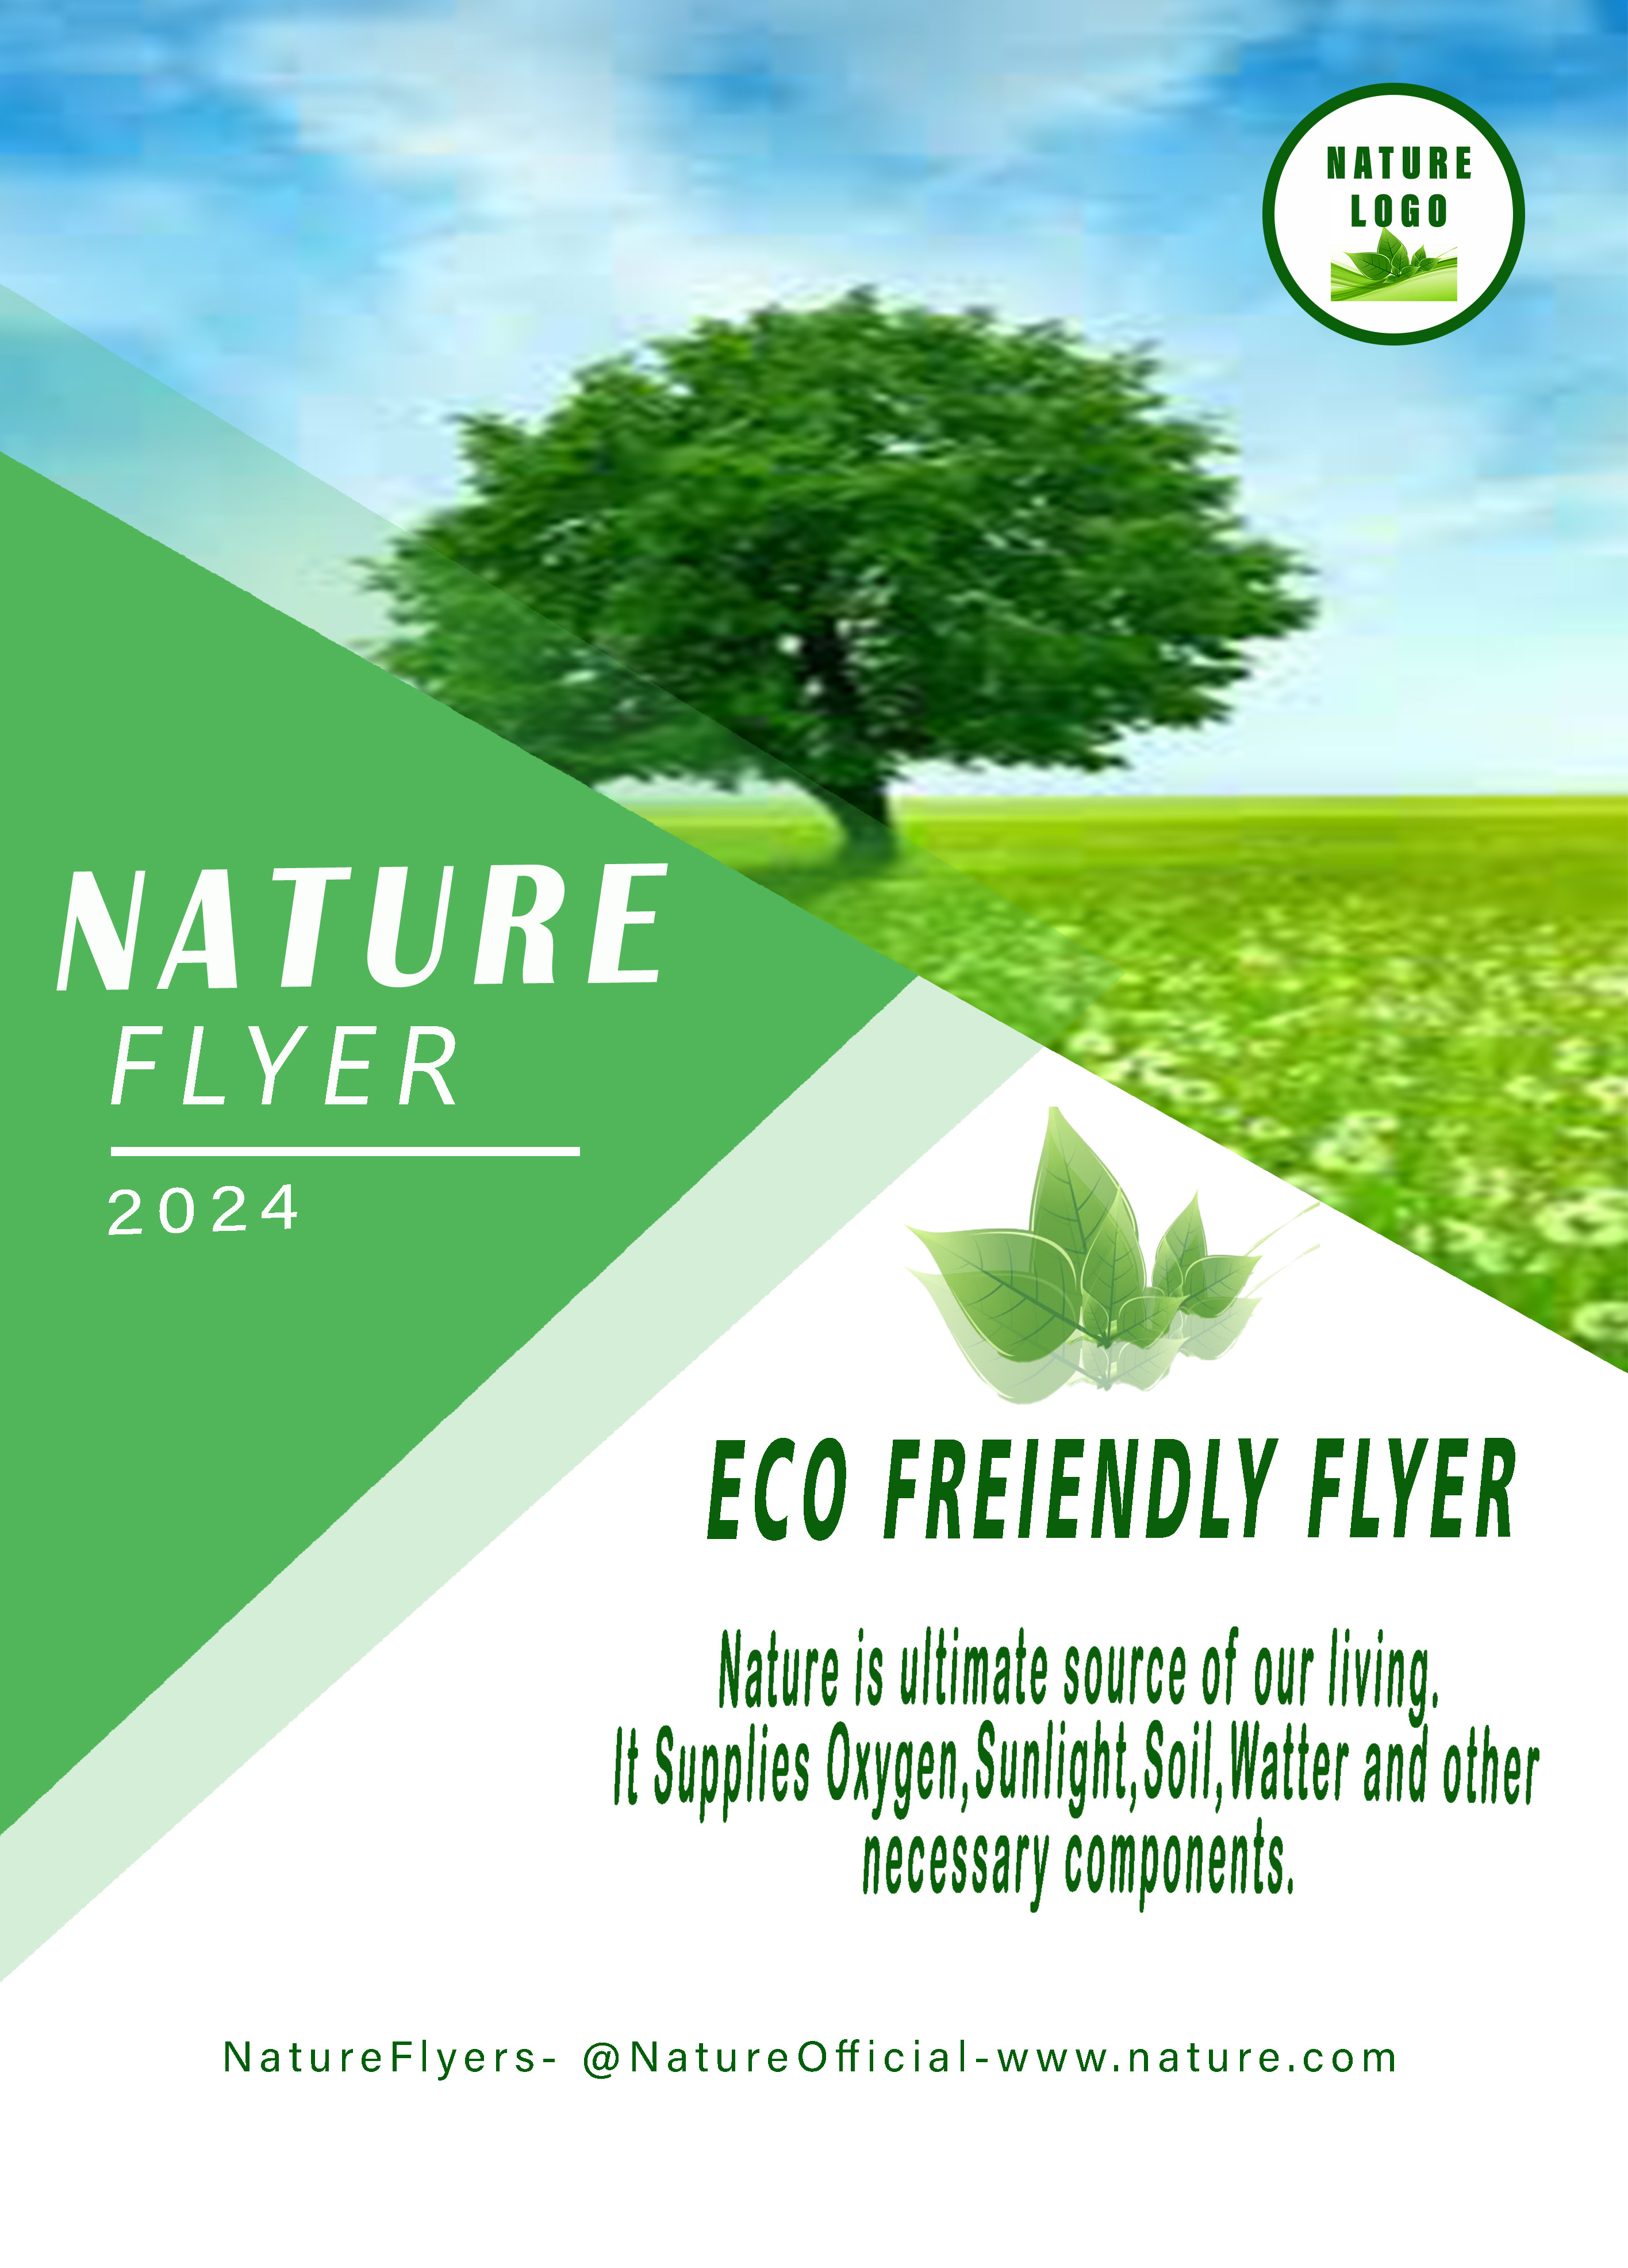 NATURE
LOGO
NATURE
FLYER
2024
ECO FREIENDLY FLYER
Nature is ultimate source of our living.
It Supplies Oxygen,Sunlight,Soil,Watter and other
necessary components.
NatureFlyers- @NatureOfficial-www.nature.com